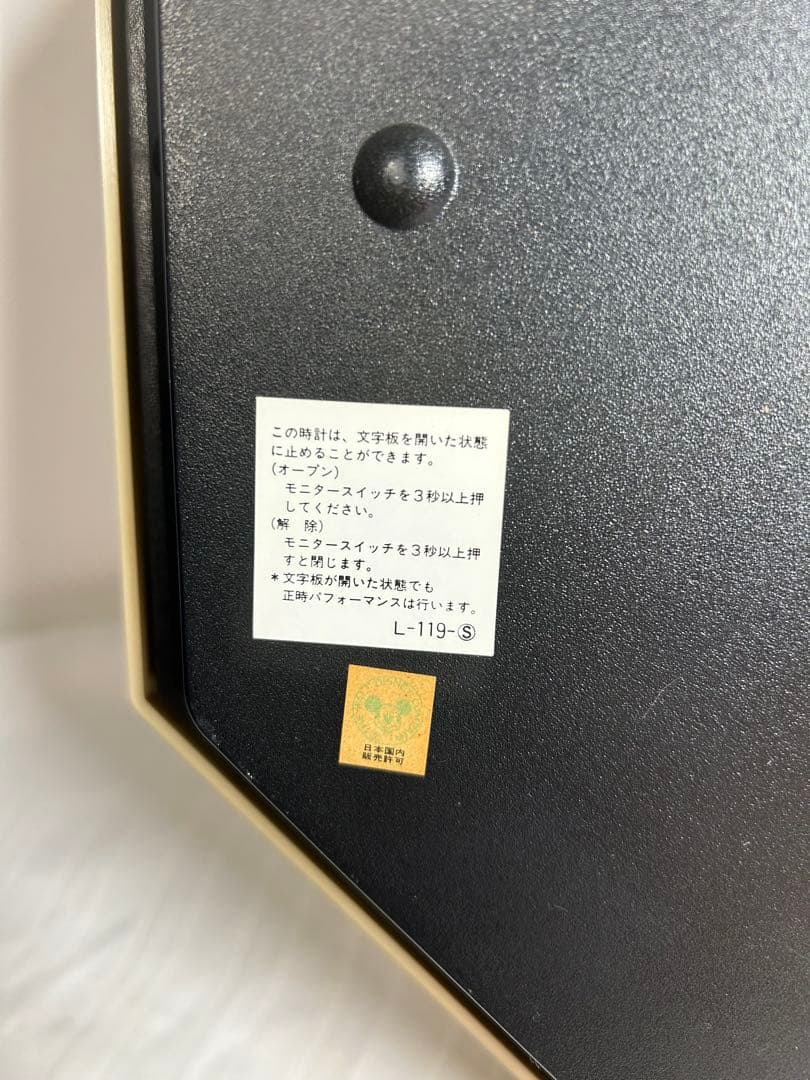 この時計は、文字板を開いた状態
に止めることができます。
(オープン)
モニタースイッチを3秒以上押
してください。
(解 除)
モニタースイッチを3秒以上押
すと閉じます。
*文字板が開いた状態でも
正時パフォーマンスは行います。
L-119-Ⓢ
日本国内
販売許可